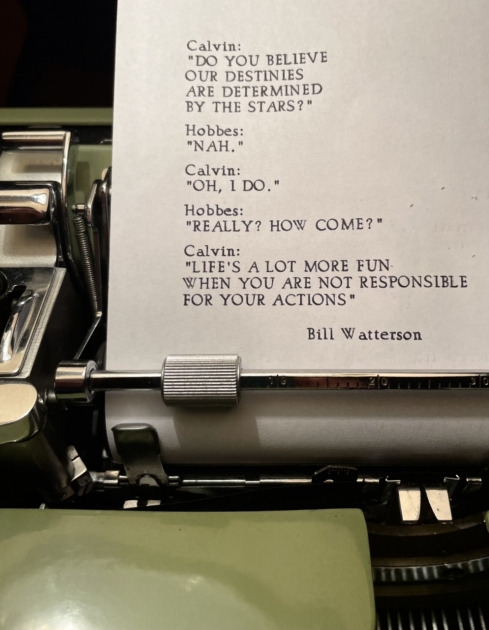 Calvin:
"DO YOU BELIEVE
OUR DESTINIES
ARE DETERMINED
BY THE STARS?"
Hobbes:
"NAH."
Calvin:
"OH, I DO."
Hobbes:
"REALLY? HOW COME?"
Calvin:
"LIFE'S A LOT MORE FUN
WHEN YOU ARE NOT RESPONSIBLE
FOR YOUR ACTIONS"
Bill Watterson